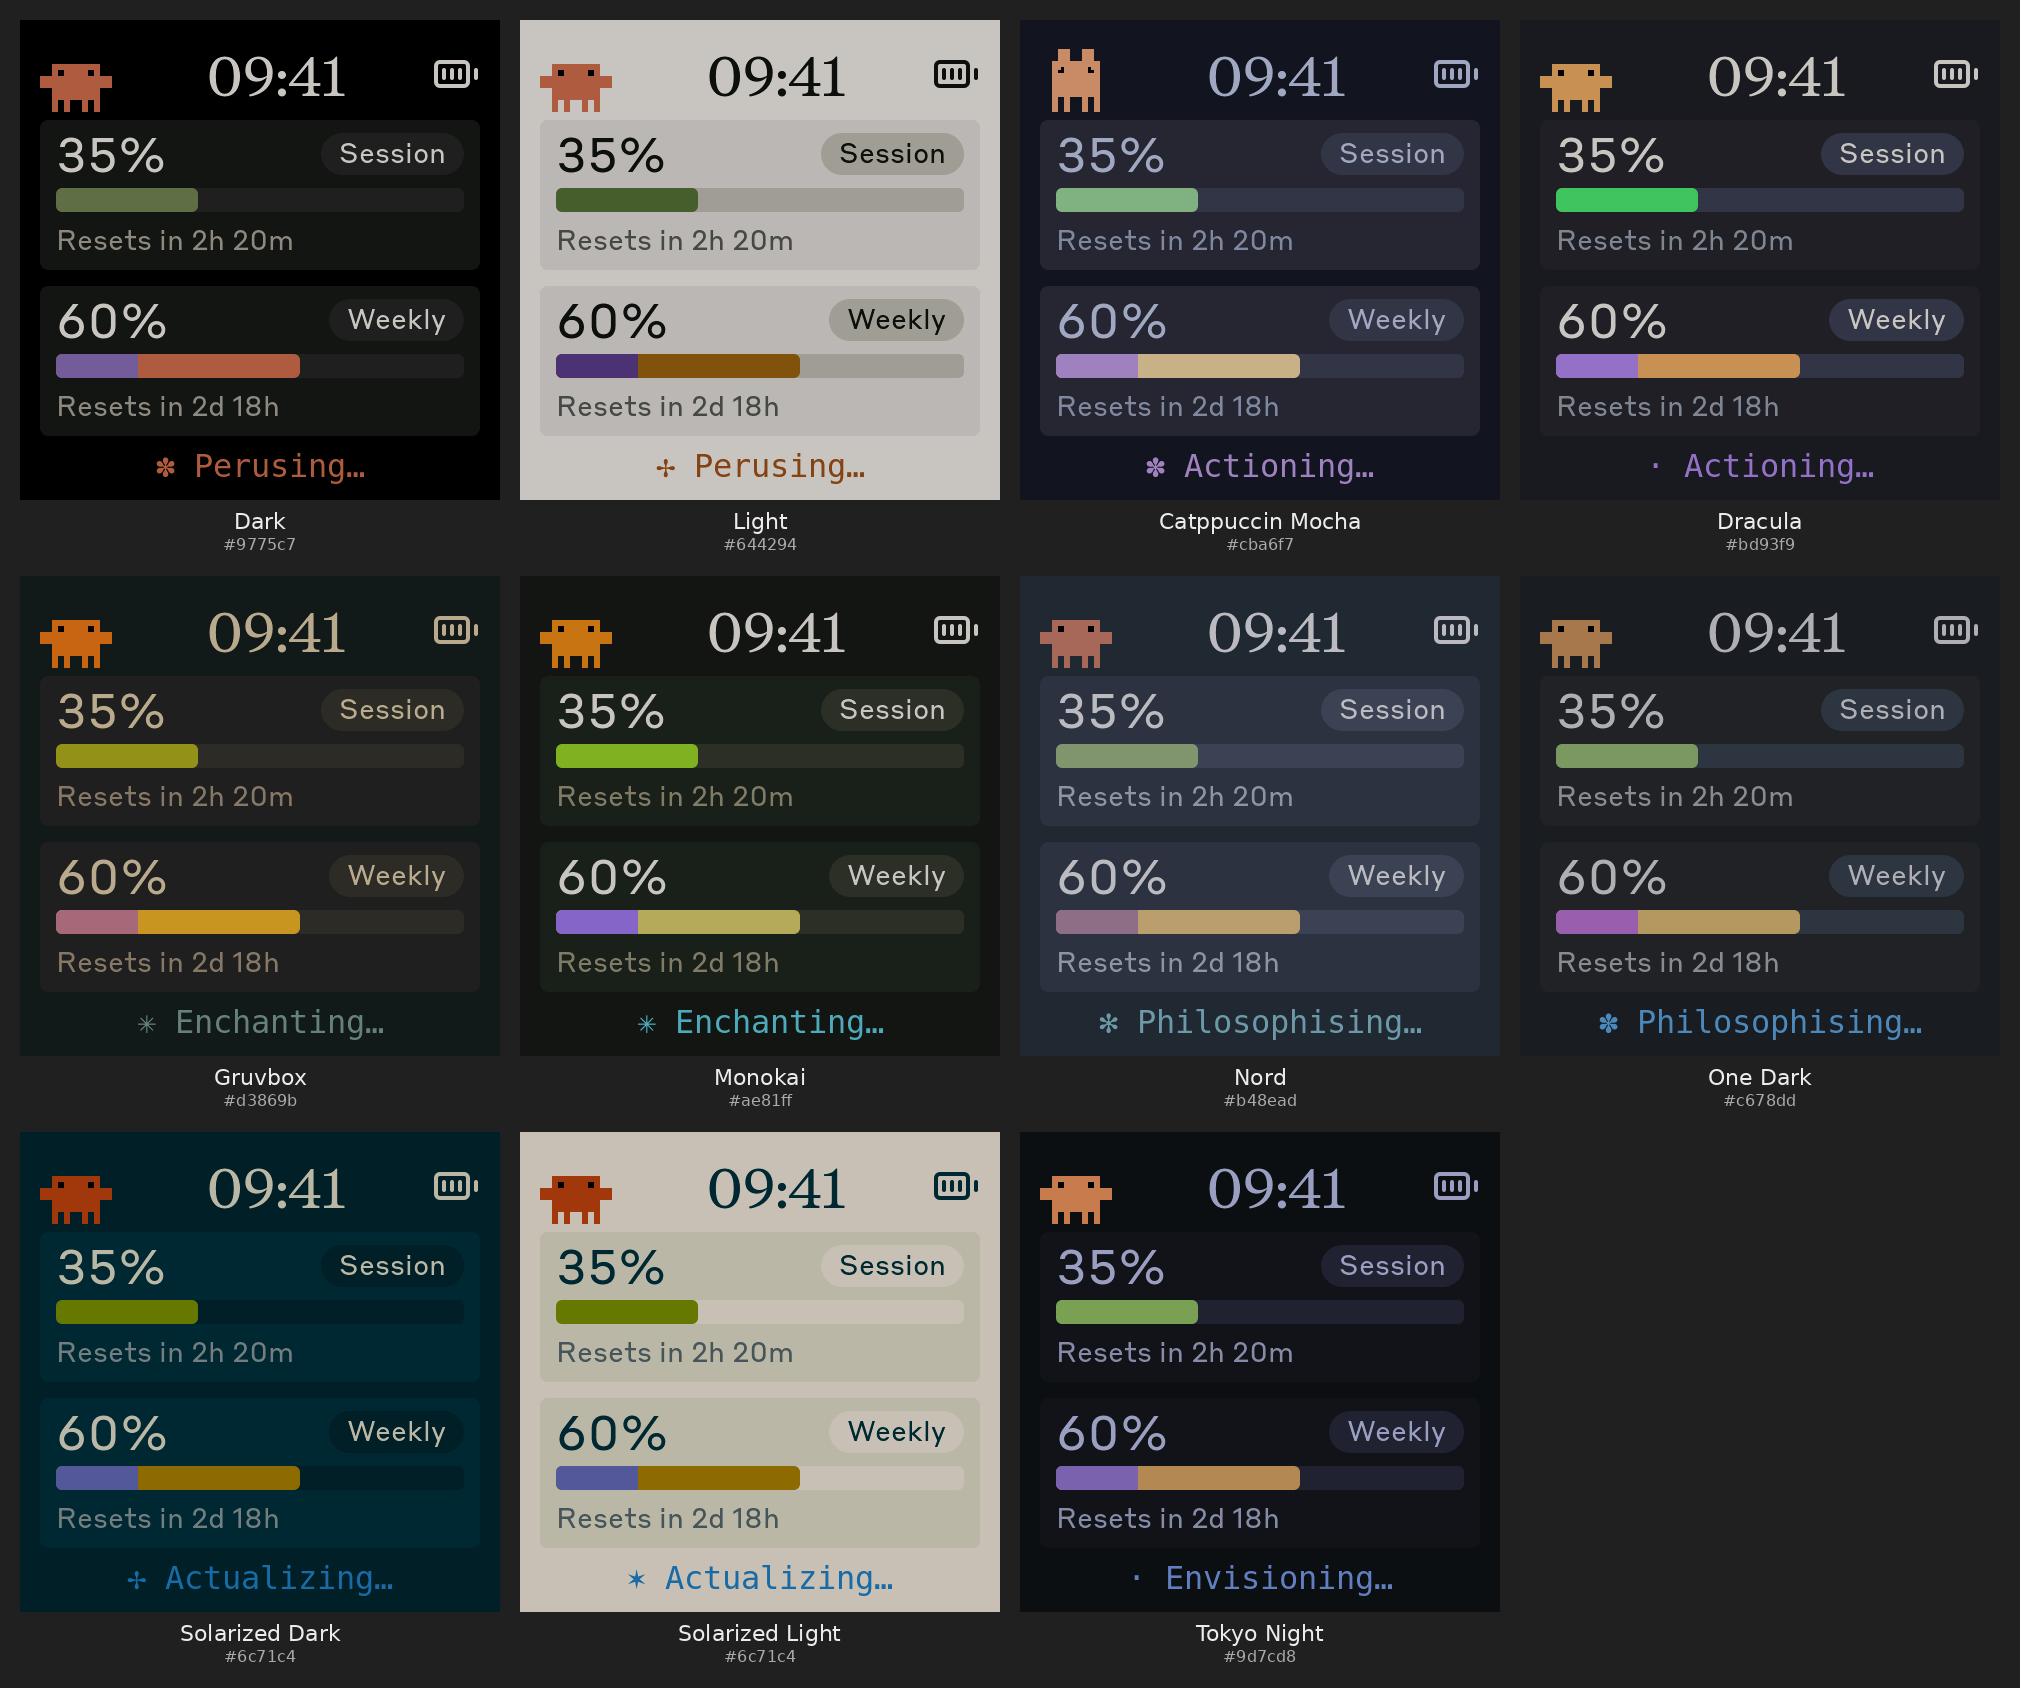 09:41
35% Session
Resets in 2h 20m
60% Weekly
Resets in 2d 18h
✽ Perusing…
Dark
#9775c7
09:41
35% Session
Resets in 2h 20m
60% Weekly
Resets in 2d 18h
✢ Perusing…
Light
#644294
09:41
35% Session
Resets in 2h 20m
60% Weekly
Resets in 2d 18h
✽ Actioning…
Catppuccin Mocha
#cba6f7
09:41
35% Session
Resets in 2h 20m
60% Weekly
Resets in 2d 18h
· Actioning…
Dracula
#bd93f9
09:41
35% Session
Resets in 2h 20m
60% Weekly
Resets in 2d 18h
✳ Enchanting…
Gruvbox
#d3869b
09:41
35% Session
Resets in 2h 20m
60% Weekly
Resets in 2d 18h
✳ Enchanting…
Monokai
#ae81ff
09:41
35% Session
Resets in 2h 20m
60% Weekly
Resets in 2d 18h
✻ Philosophising…
Nord
#b48ead
09:41
35% Session
Resets in 2h 20m
60% Weekly
Resets in 2d 18h
✽ Philosophising…
One Dark
#c678dd
09:41
35% Session
Resets in 2h 20m
60% Weekly
Resets in 2d 18h
✢ Actualizing…
Solarized Dark
#6c71c4
09:41
35% Session
Resets in 2h 20m
60% Weekly
Resets in 2d 18h
✶ Actualizing…
Solarized Light
#6c71c4
09:41
35% Session
Resets in 2h 20m
60% Weekly
Resets in 2d 18h
· Envisioning…
Tokyo Night
#9d7cd8